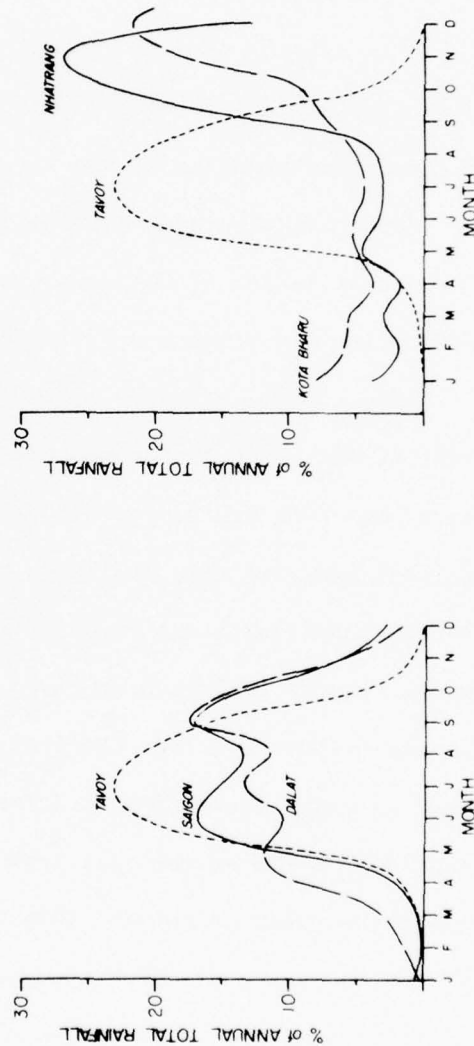 30
20
10
% of ANNUAL TOTAL RAINFALL
TAVOY
SAIGON
DALAT
J F M A M J J A S O N D
MONTH
30
20
10
% of ANNUAL TOTAL RAINFALL
NHATRANG
TAVOY
KOTA BHARU
J F M A M J J A S O N D
MONTH